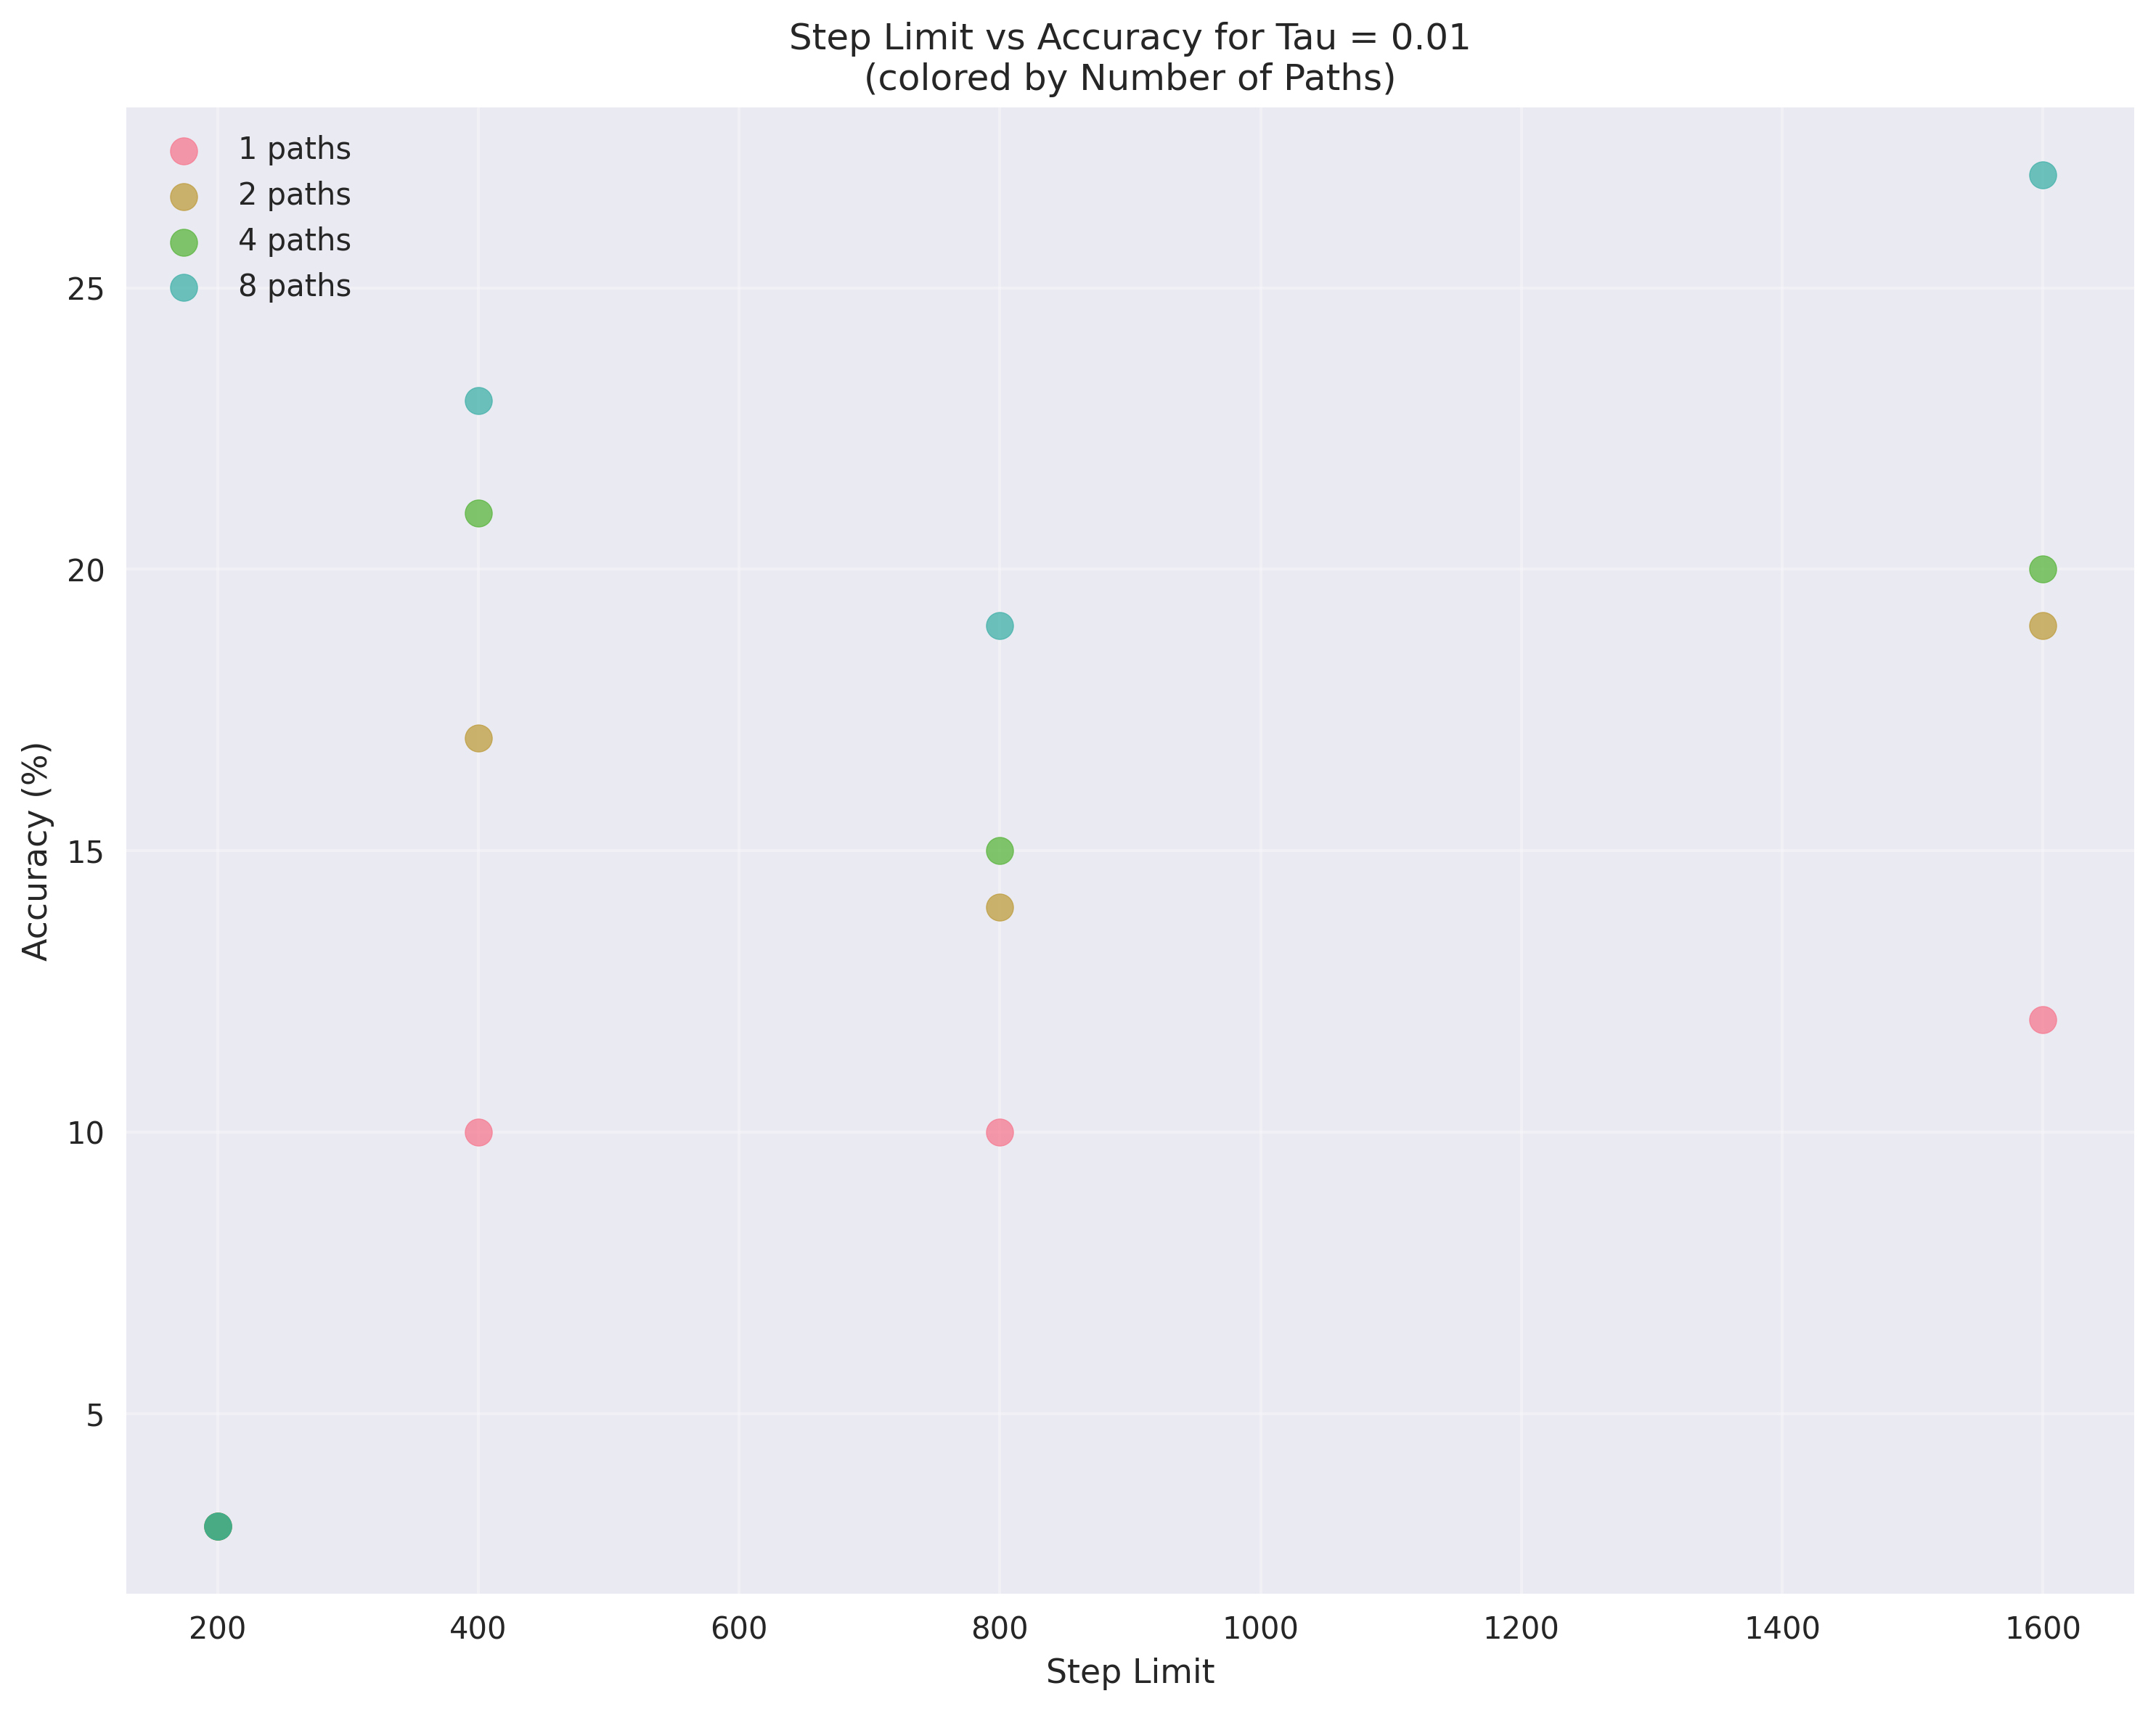 Step Limit vs Accuracy for Tau = 0.01
(colored by Number of Paths)
1 paths
2 paths
4 paths
8 paths
25
20
15
10
5
Accuracy (%)
200 400 600 800 1000 1200 1400 1600
Step Limit